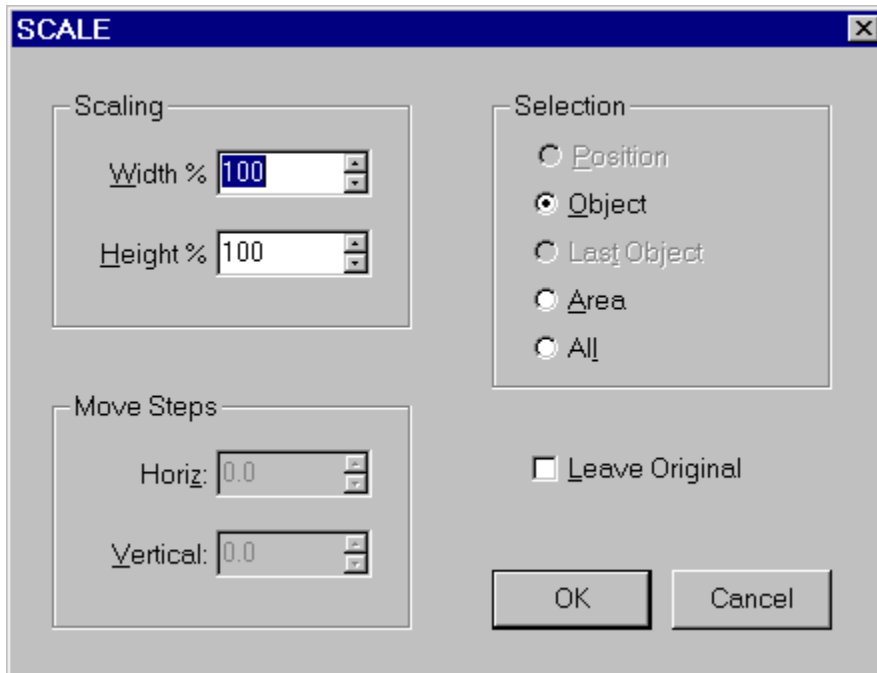 SCALE
Scaling
Width % 100
Height % 100
Selection
Position
Object
Last Object
Area
All
Move Steps
Horiz: 0.0
Vertical: 0.0
Leave Original
OK Cancel